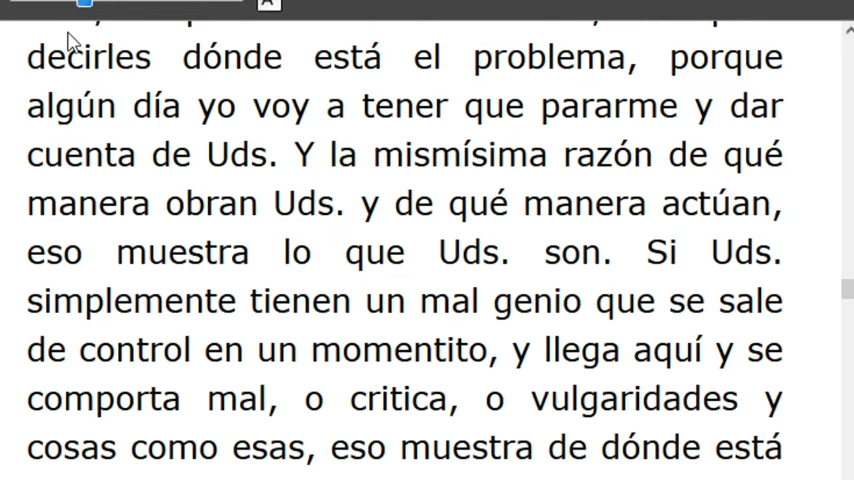 decirles dónde está el problema, porque
algún día yo voy a tener que pararme y dar
cuenta de Uds. Y la mismísima razón de qué
manera obran Uds. y de qué manera actúan,
eso muestra lo que Uds. son. Si Uds.
simplemente tienen un mal genio que se sale
de control en un momentito, y llega aquí y se
comporta mal, o critica, o vulgaridades y
cosas como esas, eso muestra de dónde está